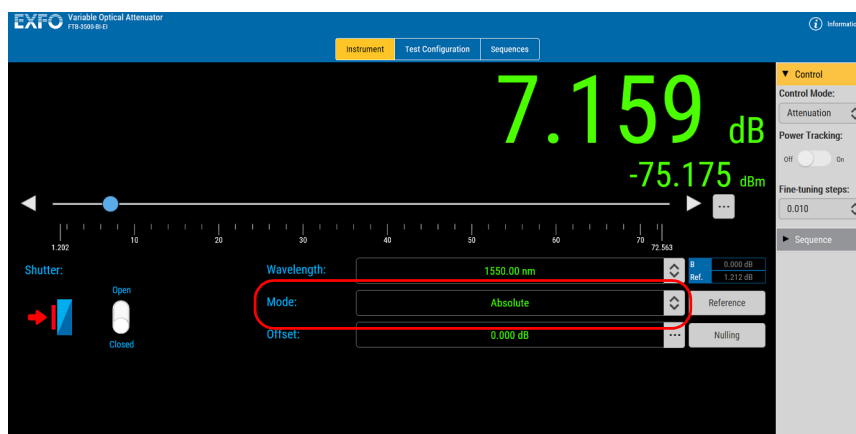 EXFO Variable Optical Attenuator
FTB-3500-BI-EI
Instrument Test Configuration Sequences
7.159 dB
-75.175 dBm
...
1.202 10 20 30 40 50 60 70 72.563
Shutter:
Open
Closed
Wavelength: 1550.00 nm
B 0.000 dB
Ref. 1.212 dB
Mode: Absolute
Reference
Offset: 0.000 dB ...
Nulling
i Informatio
Control
Control Mode:
Attenuation
Power Tracking:
Off On
Fine-tuning steps:
0.010
Sequence